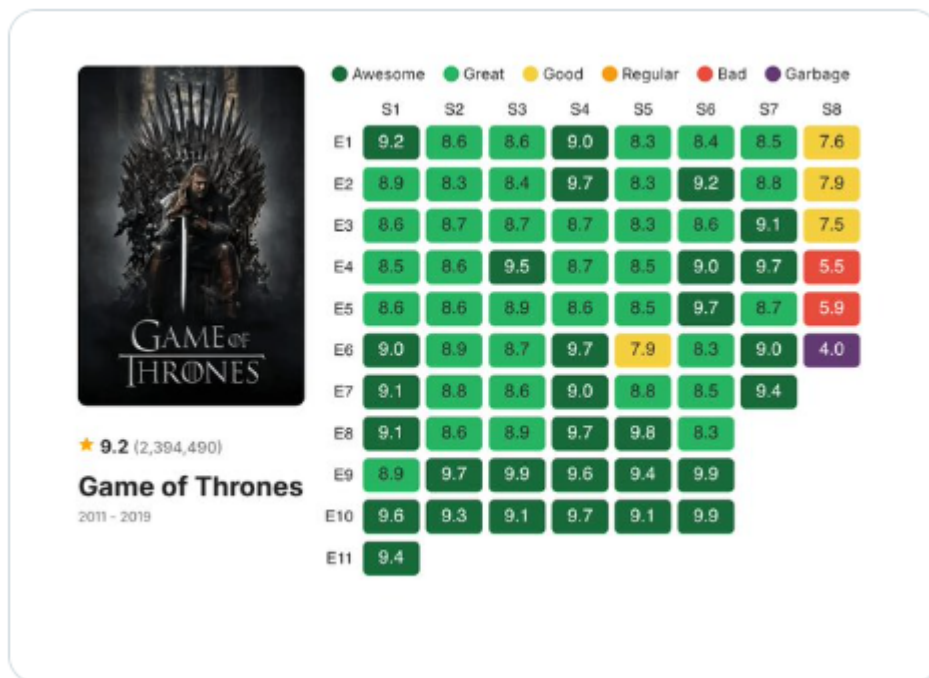 Awesome Great Good Regular Bad Garbage
S1 S2 S3 S4 S5 S6 S7 S8
E1 9.2 8.6 8.6 9.0 8.3 8.4 8.5 7.6
E2 8.9 8.3 8.4 9.7 8.3 9.2 8.8 7.9
E3 8.6 8.7 8.7 8.7 8.3 8.6 9.1 7.5
E4 8.5 8.6 9.5 8.7 8.5 9.0 9.7 5.5
E5 8.6 8.6 8.9 8.6 8.5 9.7 8.7 5.9
E6 9.0 8.9 8.7 9.7 7.9 8.3 9.0 4.0
E7 9.1 8.8 8.6 9.0 8.8 8.5 9.4
E8 9.1 8.6 8.9 9.7 9.8 8.3
E9 8.9 9.7 9.9 9.6 9.4 9.9
E10 9.6 9.3 9.1 9.7 9.1 9.9
E11 9.4
GAME OF
THRONES
9.2 (2,394,490)
Game of Thrones
2011 - 2019